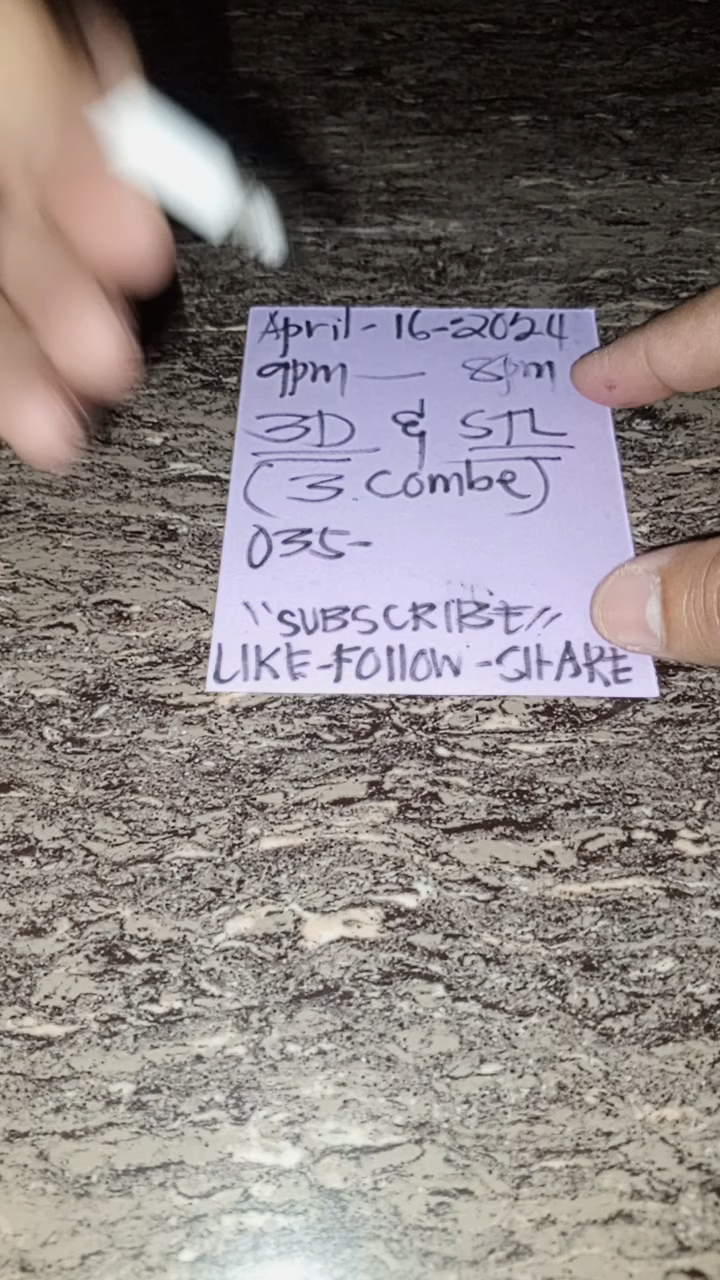 April-16-2024
9pm — 8pm
3D & STL
(3.combe)
035-
"SUBSCRIBE"
LIKE-FOllOW-SHARE